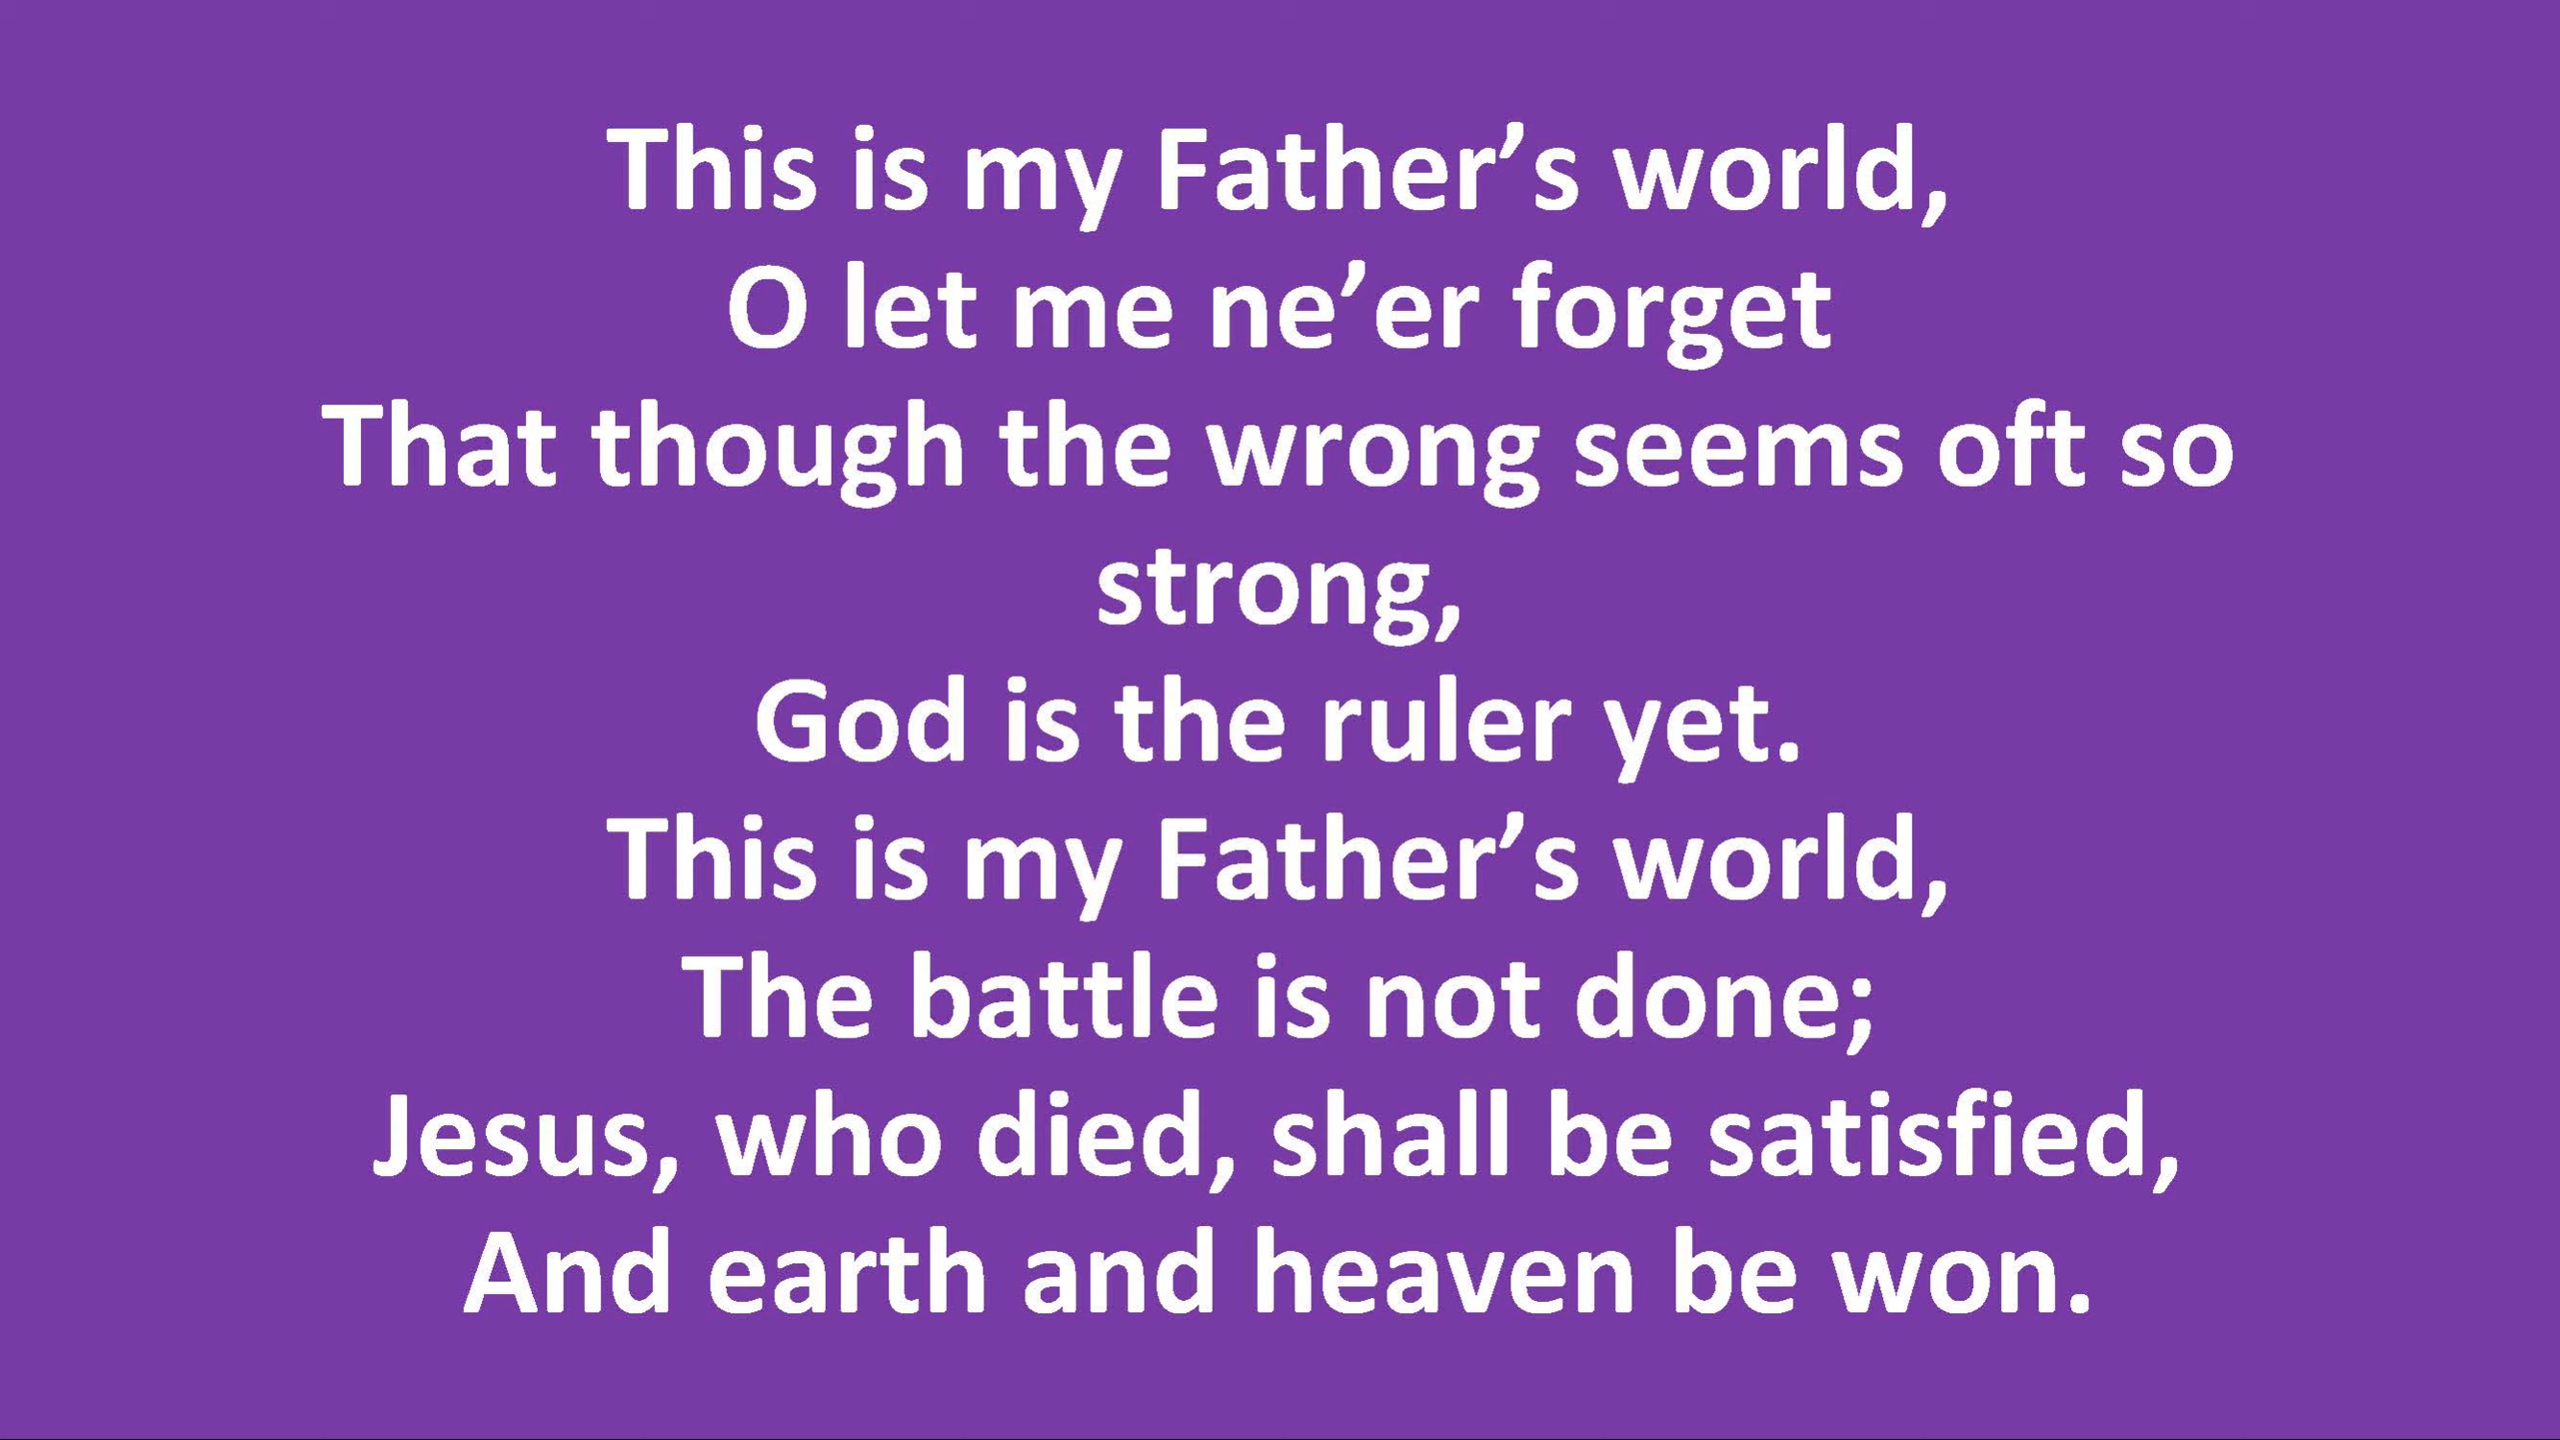 This is my Father’s world,
O let me ne’er forget
That though the wrong seems oft so
strong,
God is the ruler yet.
This is my Father’s world,
The battle is not done;
Jesus, who died, shall be satisfied,
And earth and heaven be won.